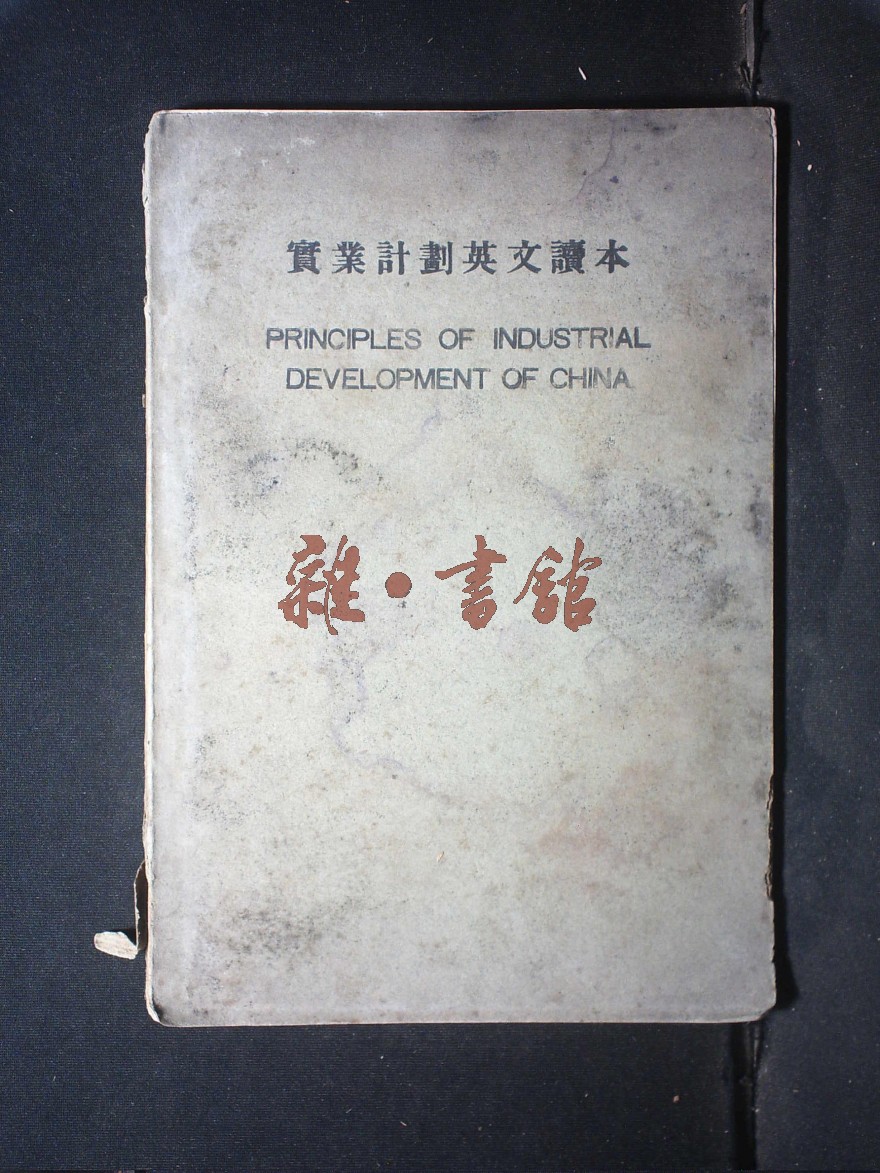 實業計劃英文讀本
PRINCIPLES OF INDUSTRIAL
DEVELOPMENT OF CHINA
雜·書館